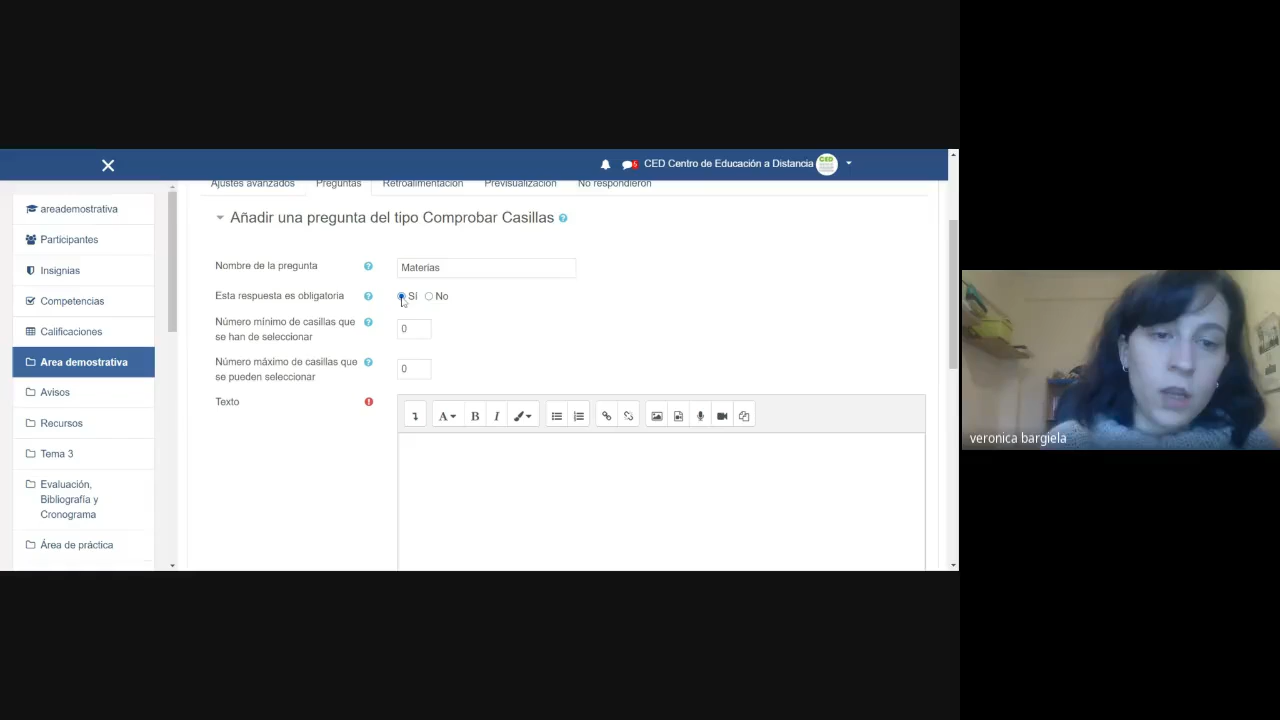 CED Centro de Educación a Distancia
Ajustes avanzados Preguntas Retroalimentación Previsualización No respondieron
areademostrativa
Participantes
Insignias
Competencias
Calificaciones
Area demostrativa
Avisos
Recursos
Tema 3
Evaluación,
Bibliografía y
Cronograma
Área de práctica
Añadir una pregunta del tipo Comprobar Casillas
Nombre de la pregunta
Materias
Esta respuesta es obligatoria
Sí No
Número mínimo de casillas que
se han de seleccionar
0
Número máximo de casillas que
se pueden seleccionar
0
Texto
A B I
veronica bargiela